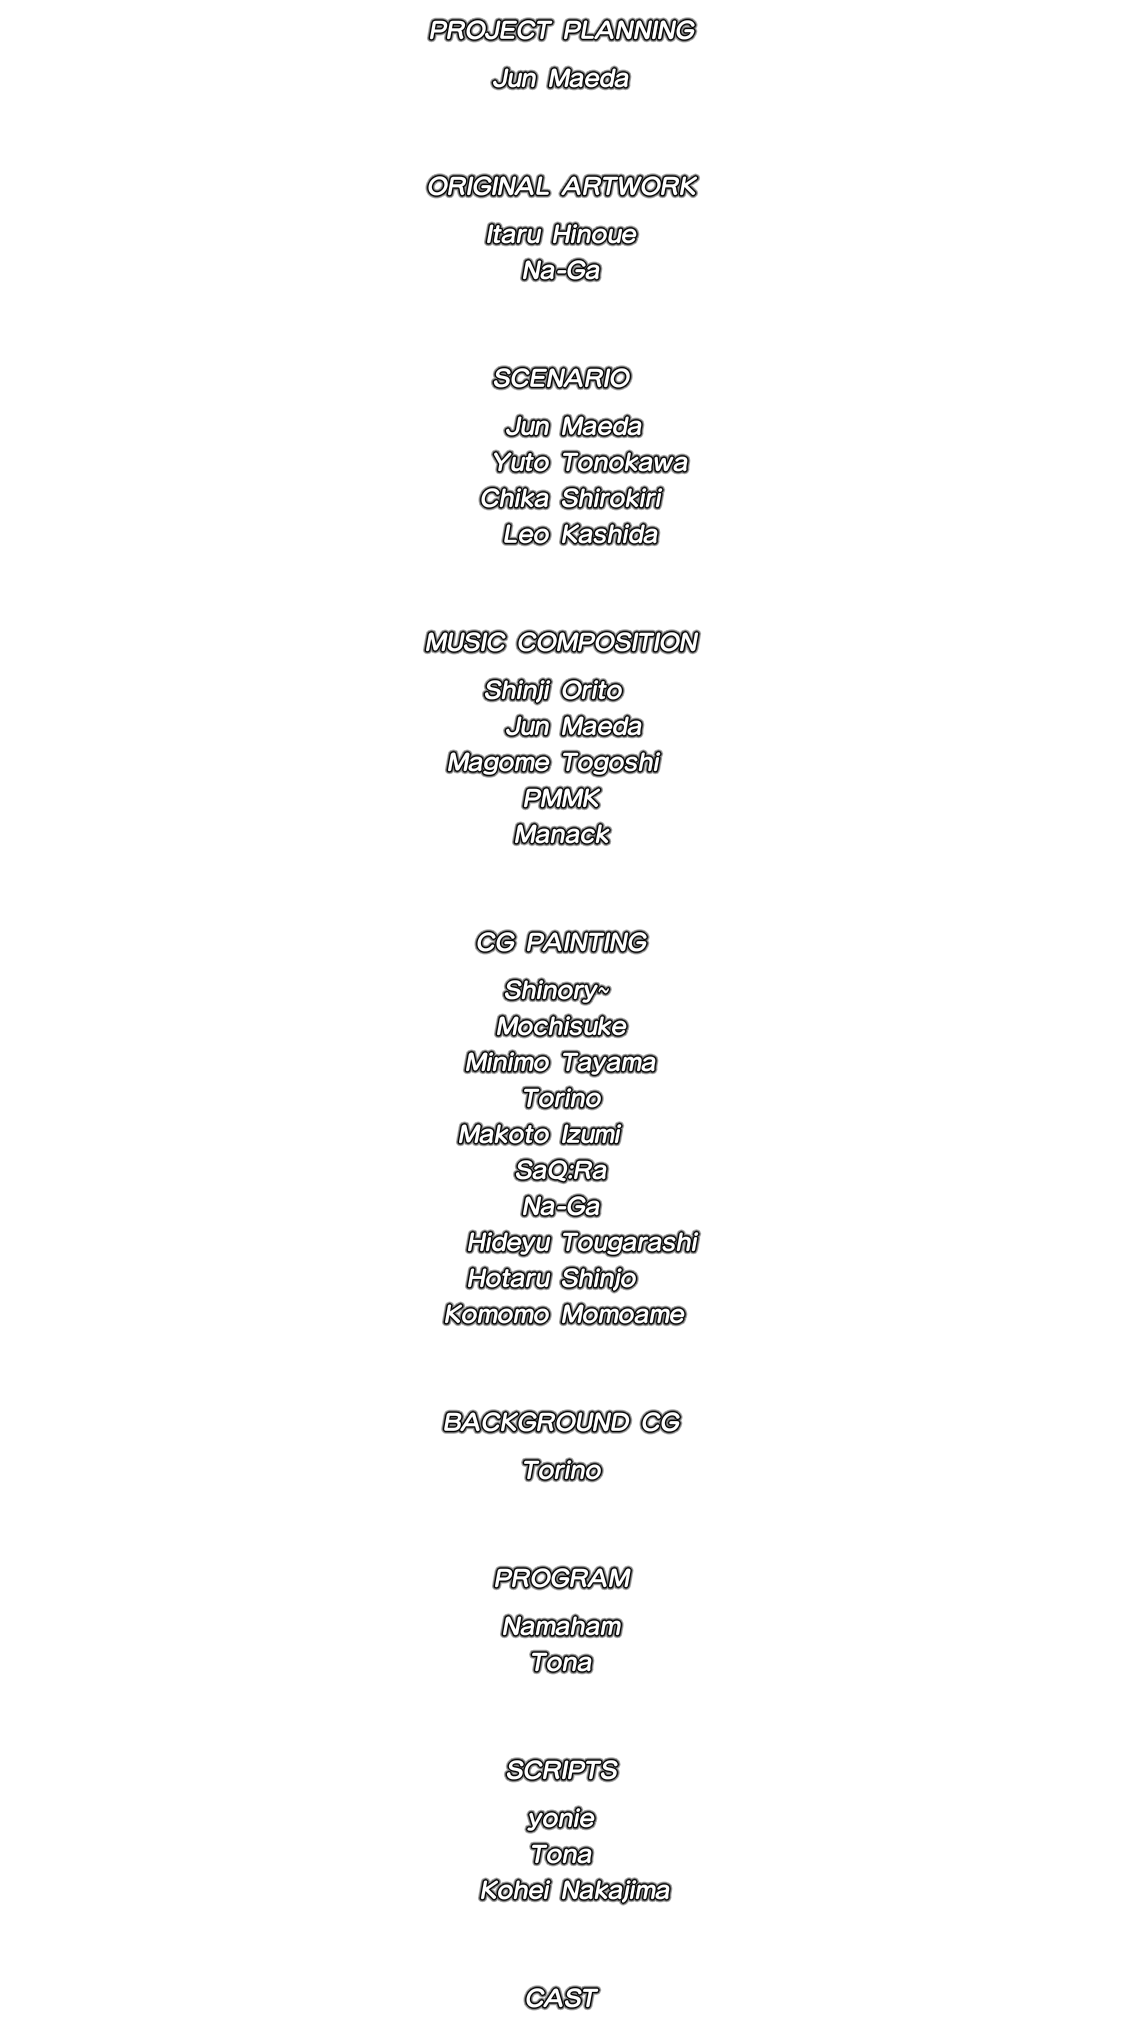 PROJECT PLANNING
Jun Maeda
ORIGINAL ARTWORK
Itaru Hinoue
Na-Ga
SCENARIO
Jun Maeda
Yuto Tonokawa
Chika Shirokiri
Leo Kashida
MUSIC COMPOSITION
Shinji Orito
Jun Maeda
Magome Togoshi
PMMK
Manack
CG PAINTING
Shinory~
Mochisuke
Minimo Tayama
Torino
Makoto Izumi
SaQ:Ra
Na-Ga
Hideyu Tougarashi
Hotaru Shinjo
Komomo Momoame
BACKGROUND CG
Torino
PROGRAM
Namaham
Tona
SCRIPTS
yonie
Tona
Kohei Nakajima
CAST